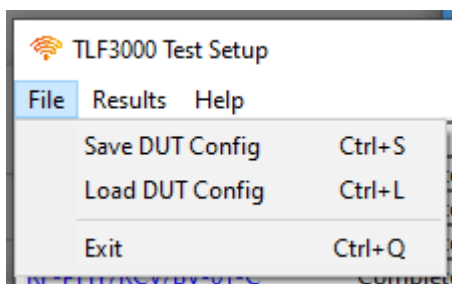 TLF3000 Test Setup
File Results Help
Save DUT Config Ctrl+S
Load DUT Config Ctrl+L
Exit Ctrl+Q